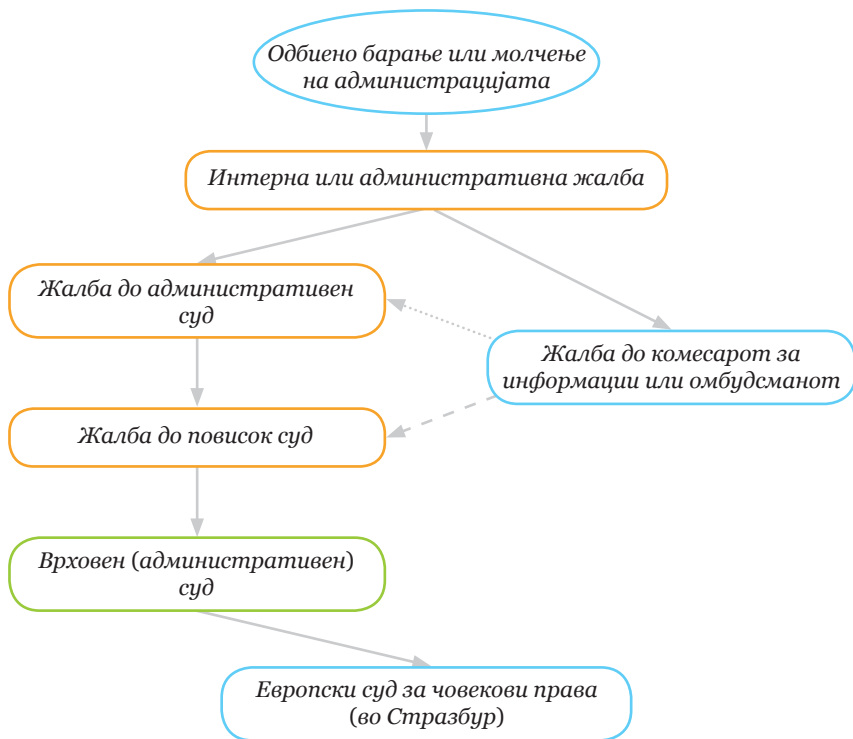 Одбиено барање или молчење
на администрацијата
Интерна или административна жалба
Жалба до административен
суд
Жалба до комесарот за
информации или омбудсманот
Жалба до повисок суд
Врховен (административен)
суд
Европски суд за човекови права
(во Стразбур)